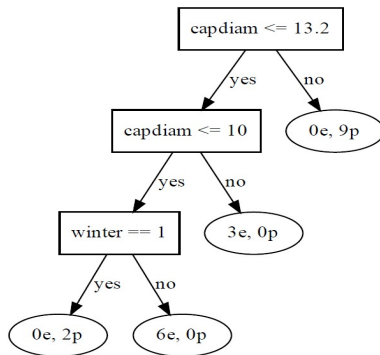 capdiam <= 13.2
yes
no
capdiam <= 10
0e, 9p
yes
no
winter == 1
3e, 0p
yes
no
0e, 2p
6e, 0p